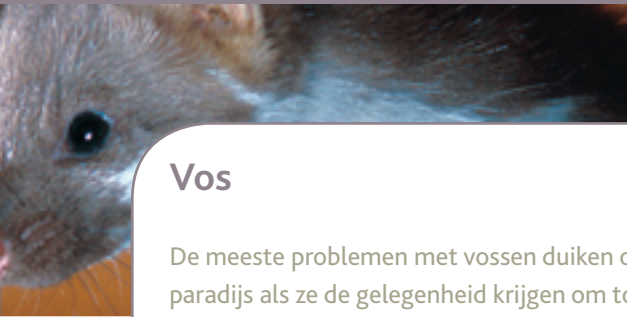 Vos
De meeste problemen met vossen duiken
paradijs als ze de gelegenheid krijgen om